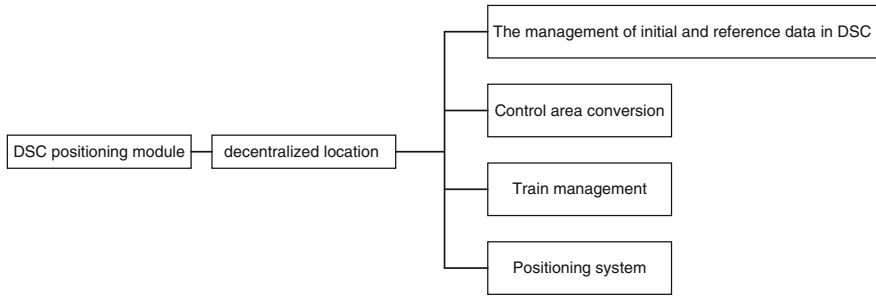 The management of initial and reference data in DSC
Control area conversion
DSC positioning module
decentralized location
Train management
Positioning system